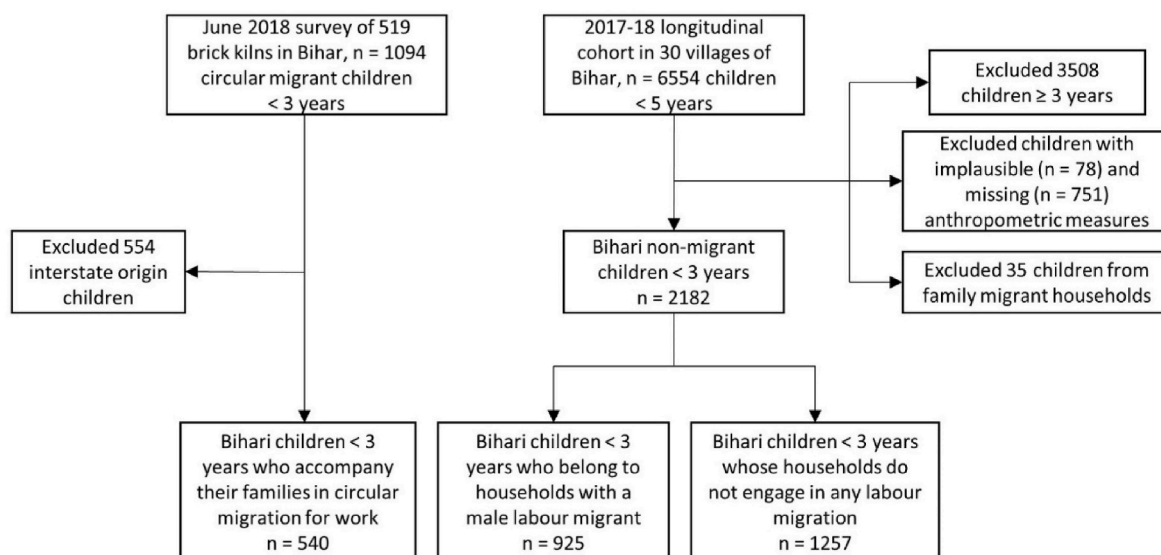 June 2018 survey of 519
brick kilns in Bihar, n = 1094
circular migrant children
< 3 years
2017-18 longitudinal
cohort in 30 villages of
Bihar, n = 6554 children
< 5 years
Excluded 3508
children ≥ 3 years
Excluded children with
implausible (n = 78) and
missing (n = 751)
anthropometric measures
Excluded 554
interstate origin
children
Bihari non-migrant
children < 3 years
n = 2182
Excluded 35 children from
family migrant households
Bihari children < 3
years who accompany
their families in circular
migration for work
n = 540
Bihari children < 3
years who belong to
households with a
male labour migrant
n = 925
Bihari children < 3 years
whose households do
not engage in any labour
migration
n = 1257